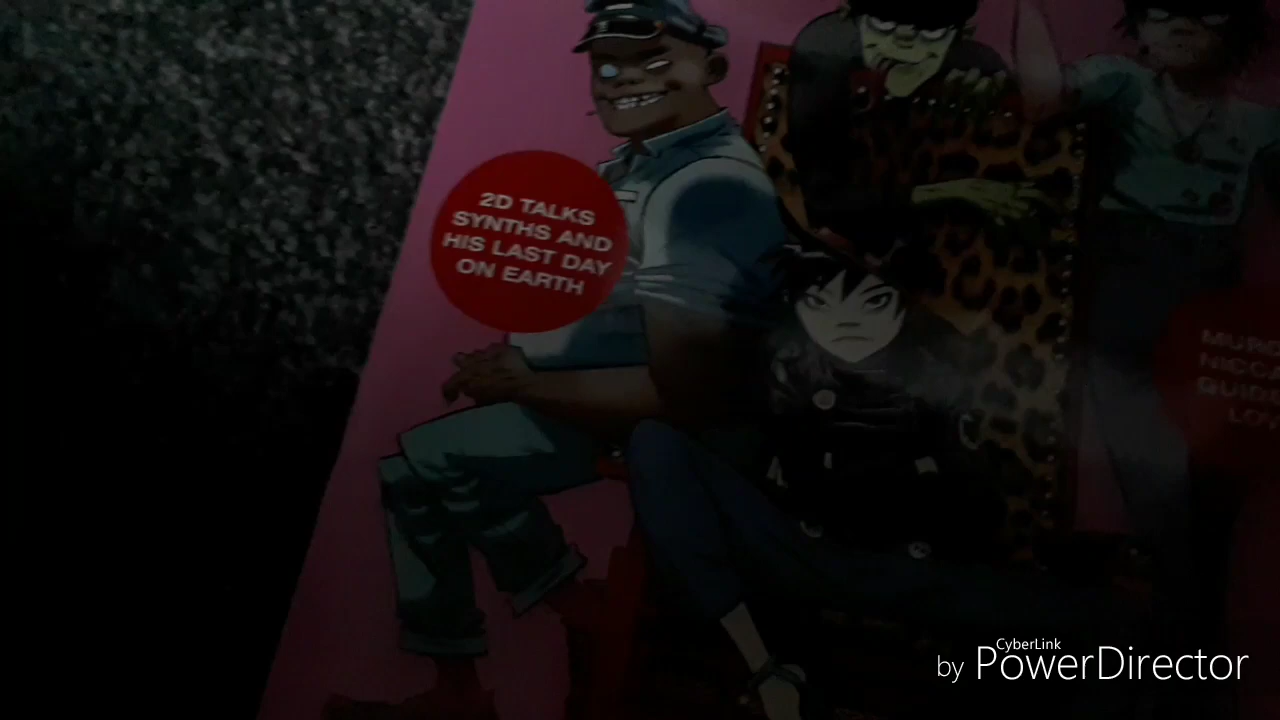 2D TALKS
SYNTHS AND
HIS LAST DAY
ON EARTH
CyberLink
by PowerDirector